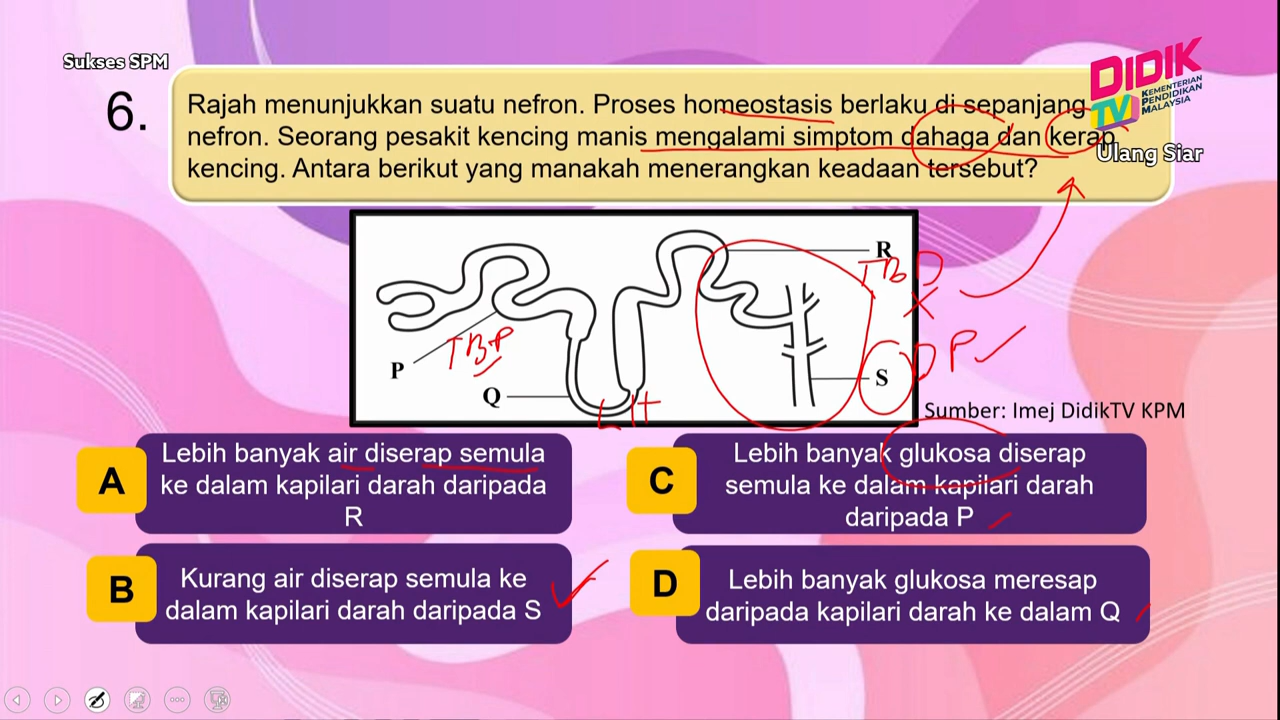 Sukses SPM
6.
Rajah menunjukkan suatu nefron. Proses homeostasis berlaku di sepanjang
nefron. Seorang pesakit kencing manis mengalami simptom dahaga dan kerap
kencing. Antara berikut yang manakah menerangkan keadaan tersebut?
DIDIK
TV
KEMENTERIAN
PENDIDIKAN
MALAYSIA
Ulang Siar
R
TBD
X
P
TBP
Q
LH
S
DP
Sumber: Imej DidikTV KPM
A
Lebih banyak air diserap semula
ke dalam kapilari darah daripada
R
B
Kurang air diserap semula ke
dalam kapilari darah daripada S
C
Lebih banyak glukosa diserap
semula ke dalam kapilari darah
daripada P
D
Lebih banyak glukosa meresap
daripada kapilari darah ke dalam Q